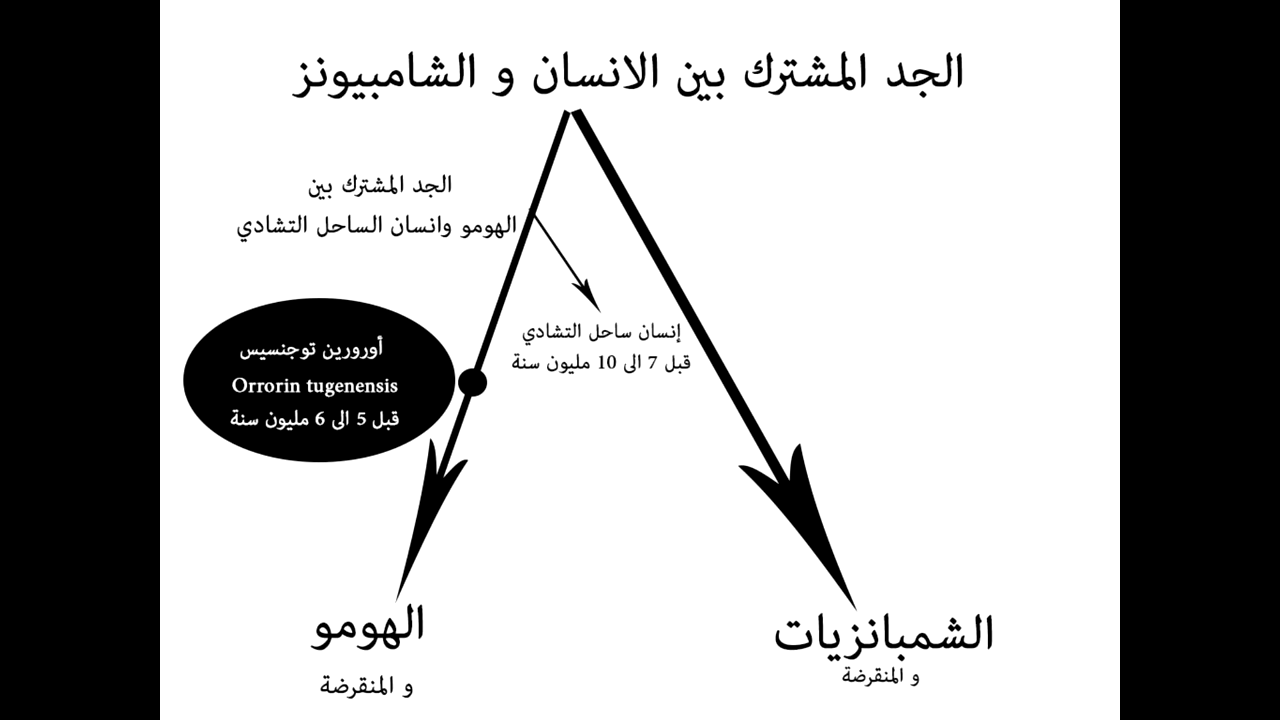 الجد المشترك بين الانسان و الشامبيونز
الجد المشترك بين
الهومو وانسان الساحل التشادي
إنسان ساحل التشادي
قبل 7 الى 10 مليون سنة
أورورين توجنسيس
Orrorin tugenensis
قبل 5 الى 6 مليون سنة
الشمبانزيات
و المنقرضة
الهومو
و المنقرضة